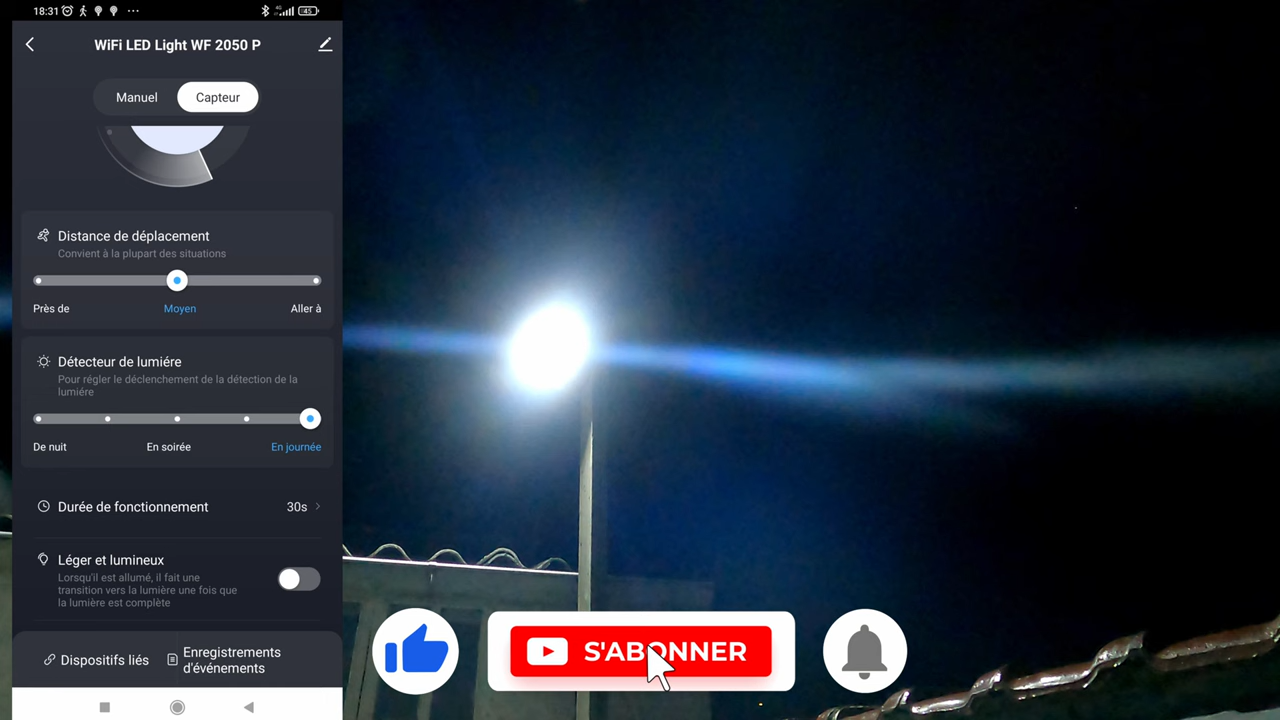 18:31
4G
45
WiFi LED Light WF 2050 P
Manuel
Capteur
Distance de déplacement
Convient à la plupart des situations
Près de
Moyen
Aller à
Détecteur de lumiére
Pour régler le déclenchement de la détection de la
lumiére
De nuit
En soirée
En journée
Durée de fonctionnement
30s
Léger et lumineux
Lorsqu'il est allumé, il fait une
transition vers la lumière une fois que
la lumière est complète
Dispositifs liés
Enregistrements
d'événements
S'ABONNER